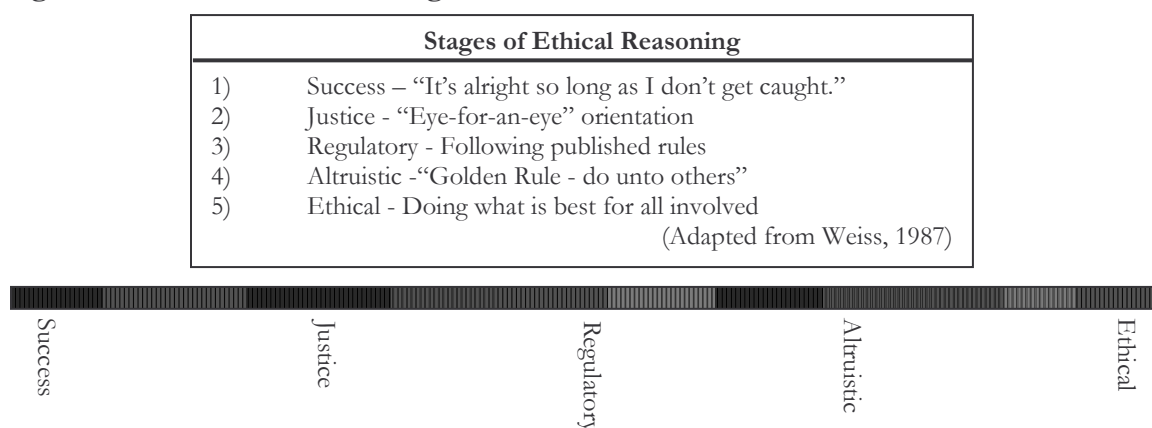 Stages of Ethical Reasoning
1) Success – “It’s alright so long as I don’t get caught.”
2) Justice - “Eye-for-an-eye” orientation
3) Regulatory - Following published rules
4) Altruistic -“Golden Rule - do unto others”
5) Ethical - Doing what is best for all involved
(Adapted from Weiss, 1987)
Success
Justice
Regulatory
Altruistic
Ethical